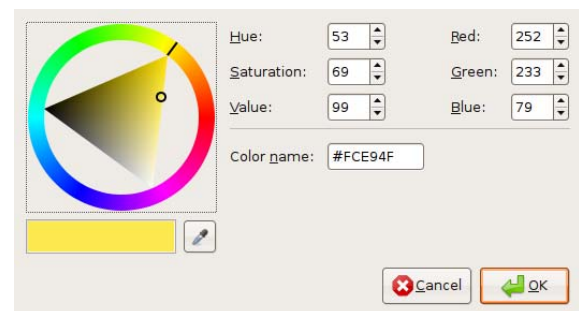 Hue: 53 Red: 252
Saturation: 69 Green: 233
Value: 99 Blue: 79
Color name: #FCE94F
Cancel OK